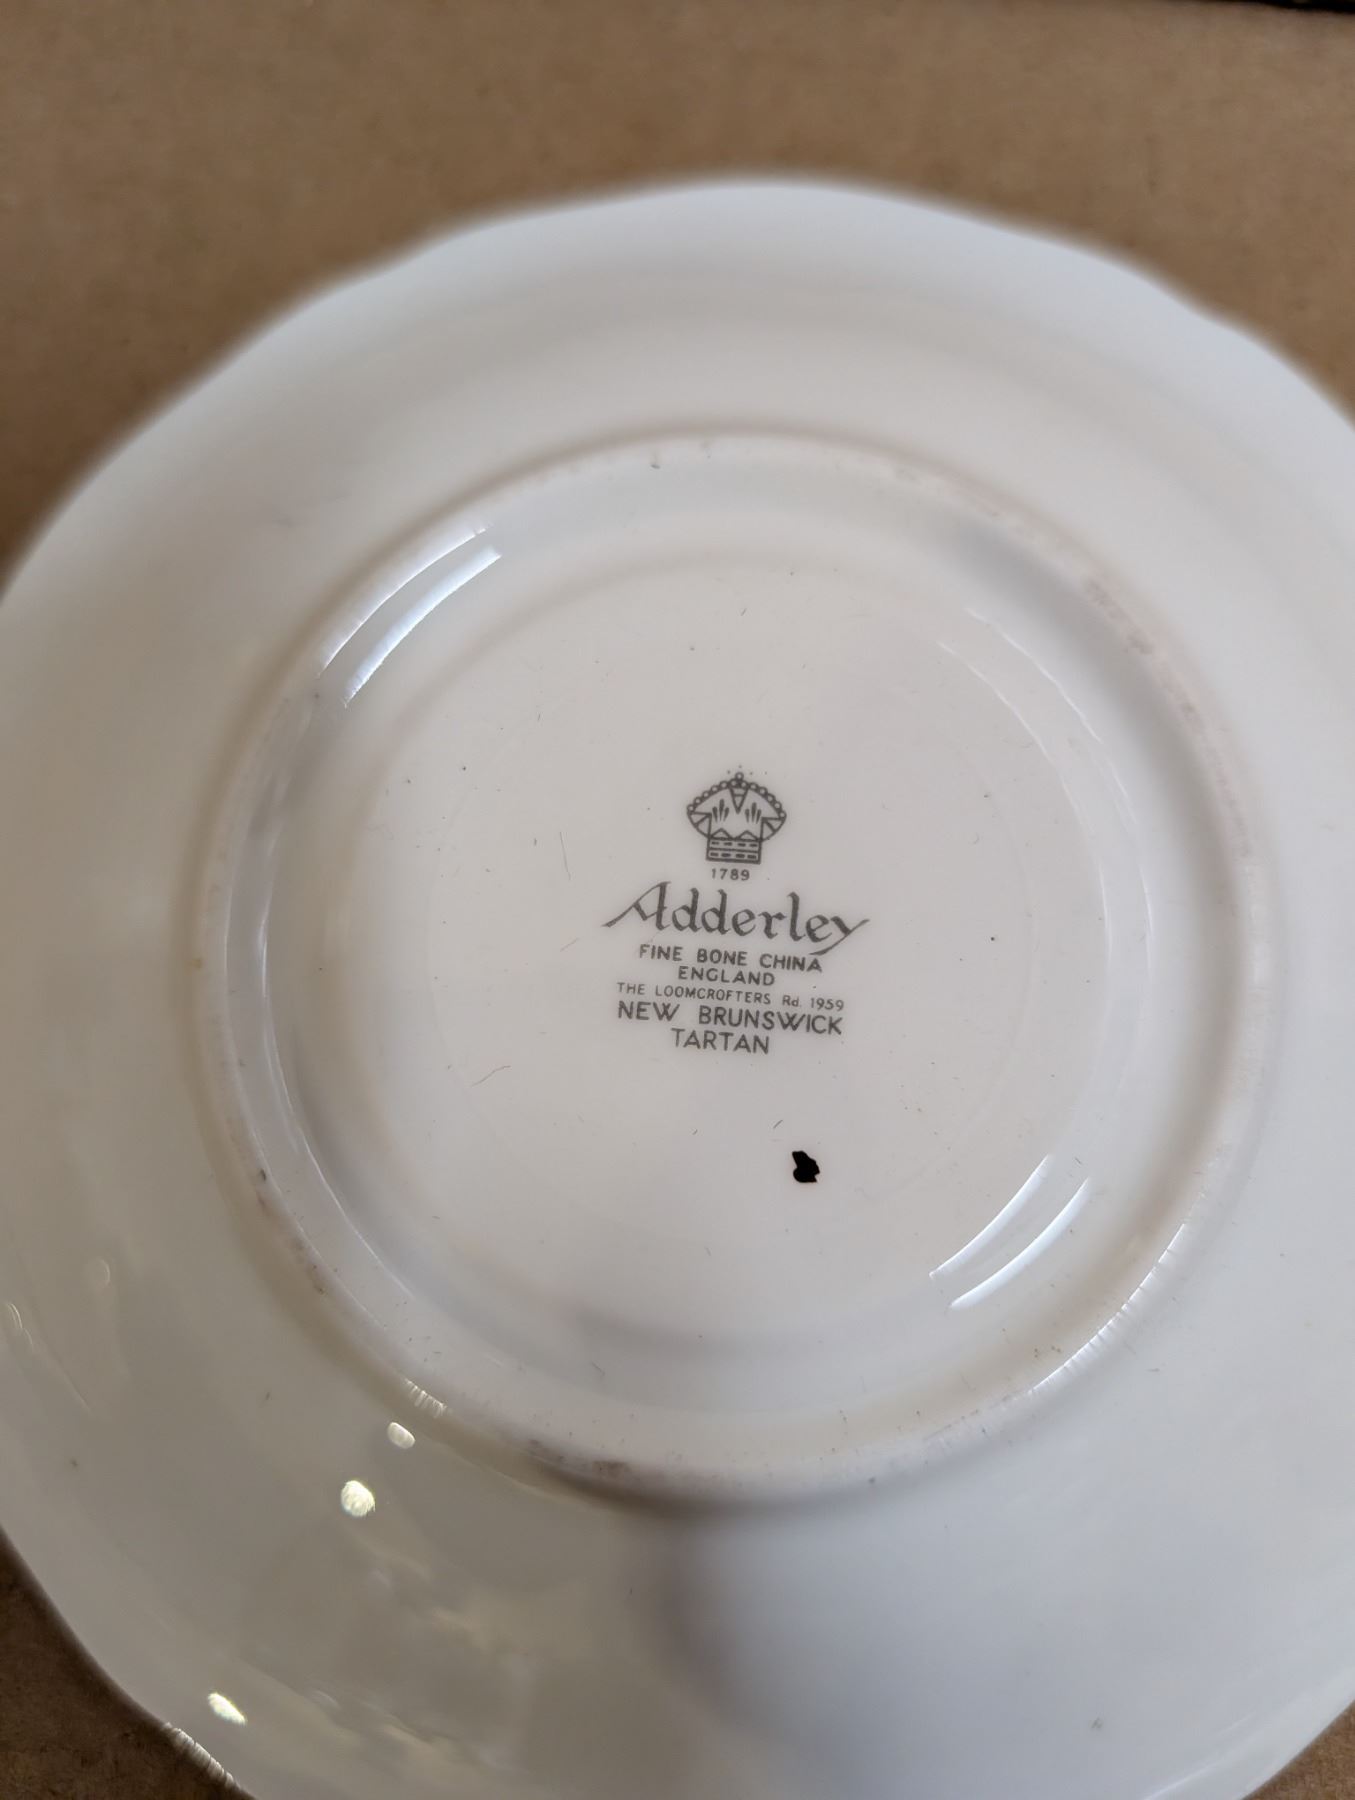 1789
Adderley
FINE BONE CHINA
ENGLAND
THE LOOMCROFTERS Rd. 1959
NEW BRUNSWICK
TARTAN